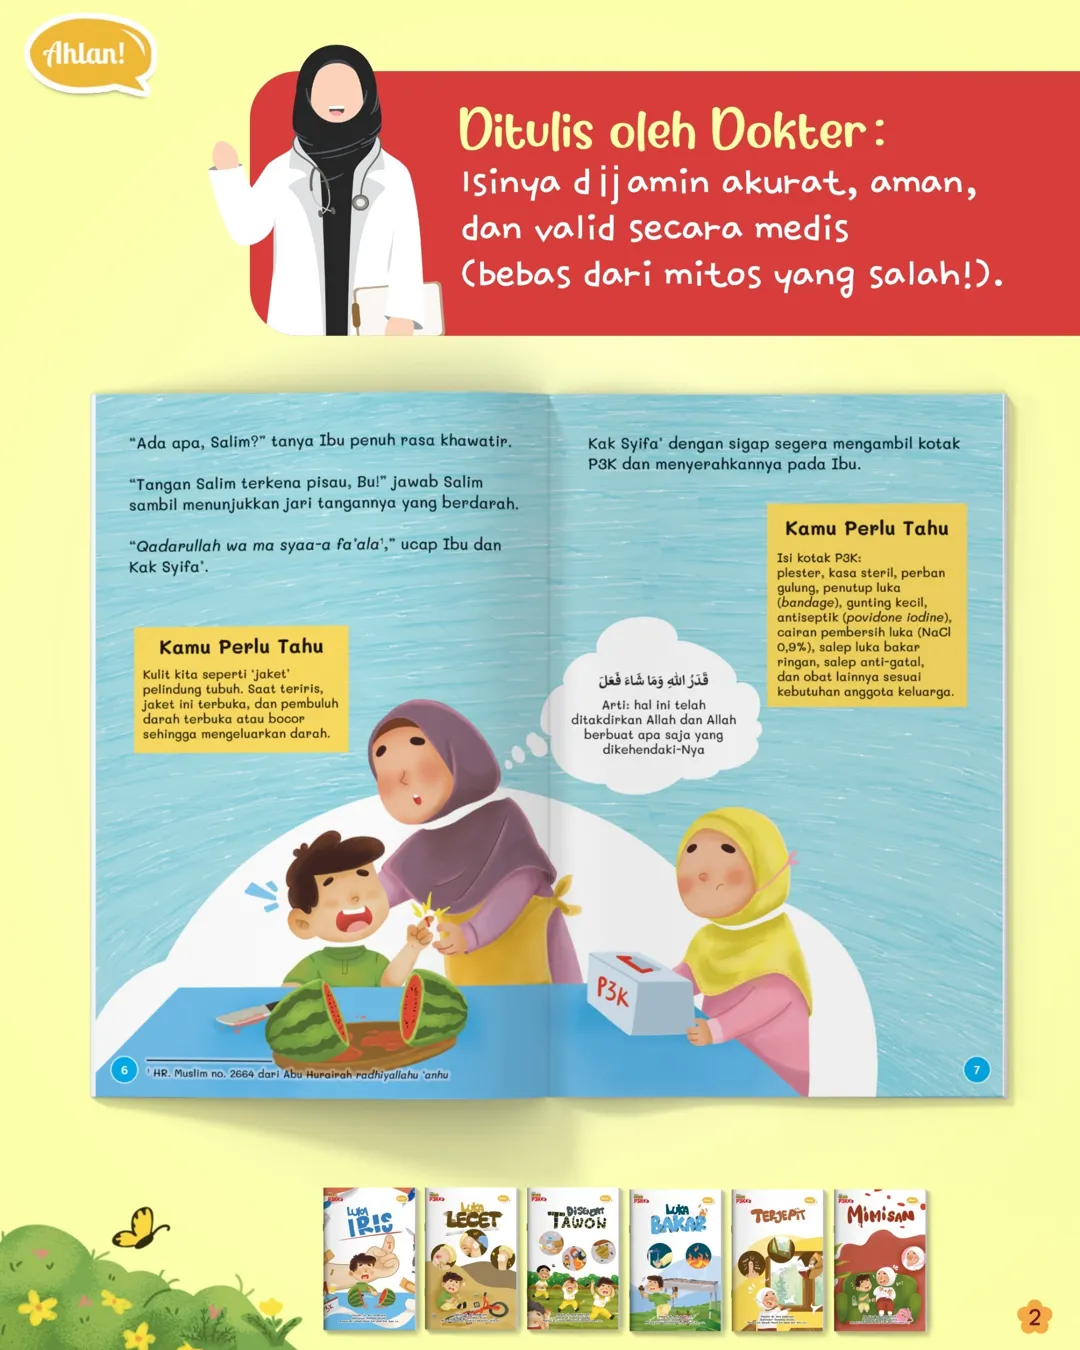 Ahlan!
Ditulis oleh Dokter:
Isinya dijamin akurat, aman,
dan valid secara medis
(bebas dari mitos yang salah!).
“Ada apa, Salim?” tanya Ibu penuh rasa khawatir.
“Tangan Salim terkena pisau, Bu!” jawab Salim
sambil menunjukkan jari tangannya yang berdarah.
“Qadarullah wa ma syaa-a fa'ala¹,” ucap Ibu dan
Kak Syifa'.
Kamu Perlu Tahu
Kulit kita seperti ‘jaket’
pelindung tubuh. Saat teriris,
jaket ini terbuka, dan pembuluh
darah terbuka atau bocor
sehingga mengeluarkan darah.
¹ HR. Muslim no. 2664 dari Abu Hurairah radhiyallahu 'anhu
6
Kak Syifa' dengan sigap segera mengambil kotak
P3K dan menyerahkannya pada Ibu.
Kamu Perlu Tahu
Isi kotak P3K:
plester, kasa steril, perban
gulung, penutup luka
(bandage), gunting kecil,
antiseptik (povidone iodine),
cairan pembersih luka (NaCl
0,9%), salep luka bakar
ringan, salep anti-gatal,
dan obat lainnya sesuai
kebutuhan anggota keluarga.
قَدَرُ اللهِ وَمَا شَاءَ فَعَلَ
Arti: hal ini telah
ditakdirkan Allah dan Allah
berbuat apa saja yang
dikehendaki-Nya
P3K
7
Luka
IRIS
Luka
LECET
DISENGAT
TAWON
LUKA
BAKAR
TERJEPIT
MIMISAN
2